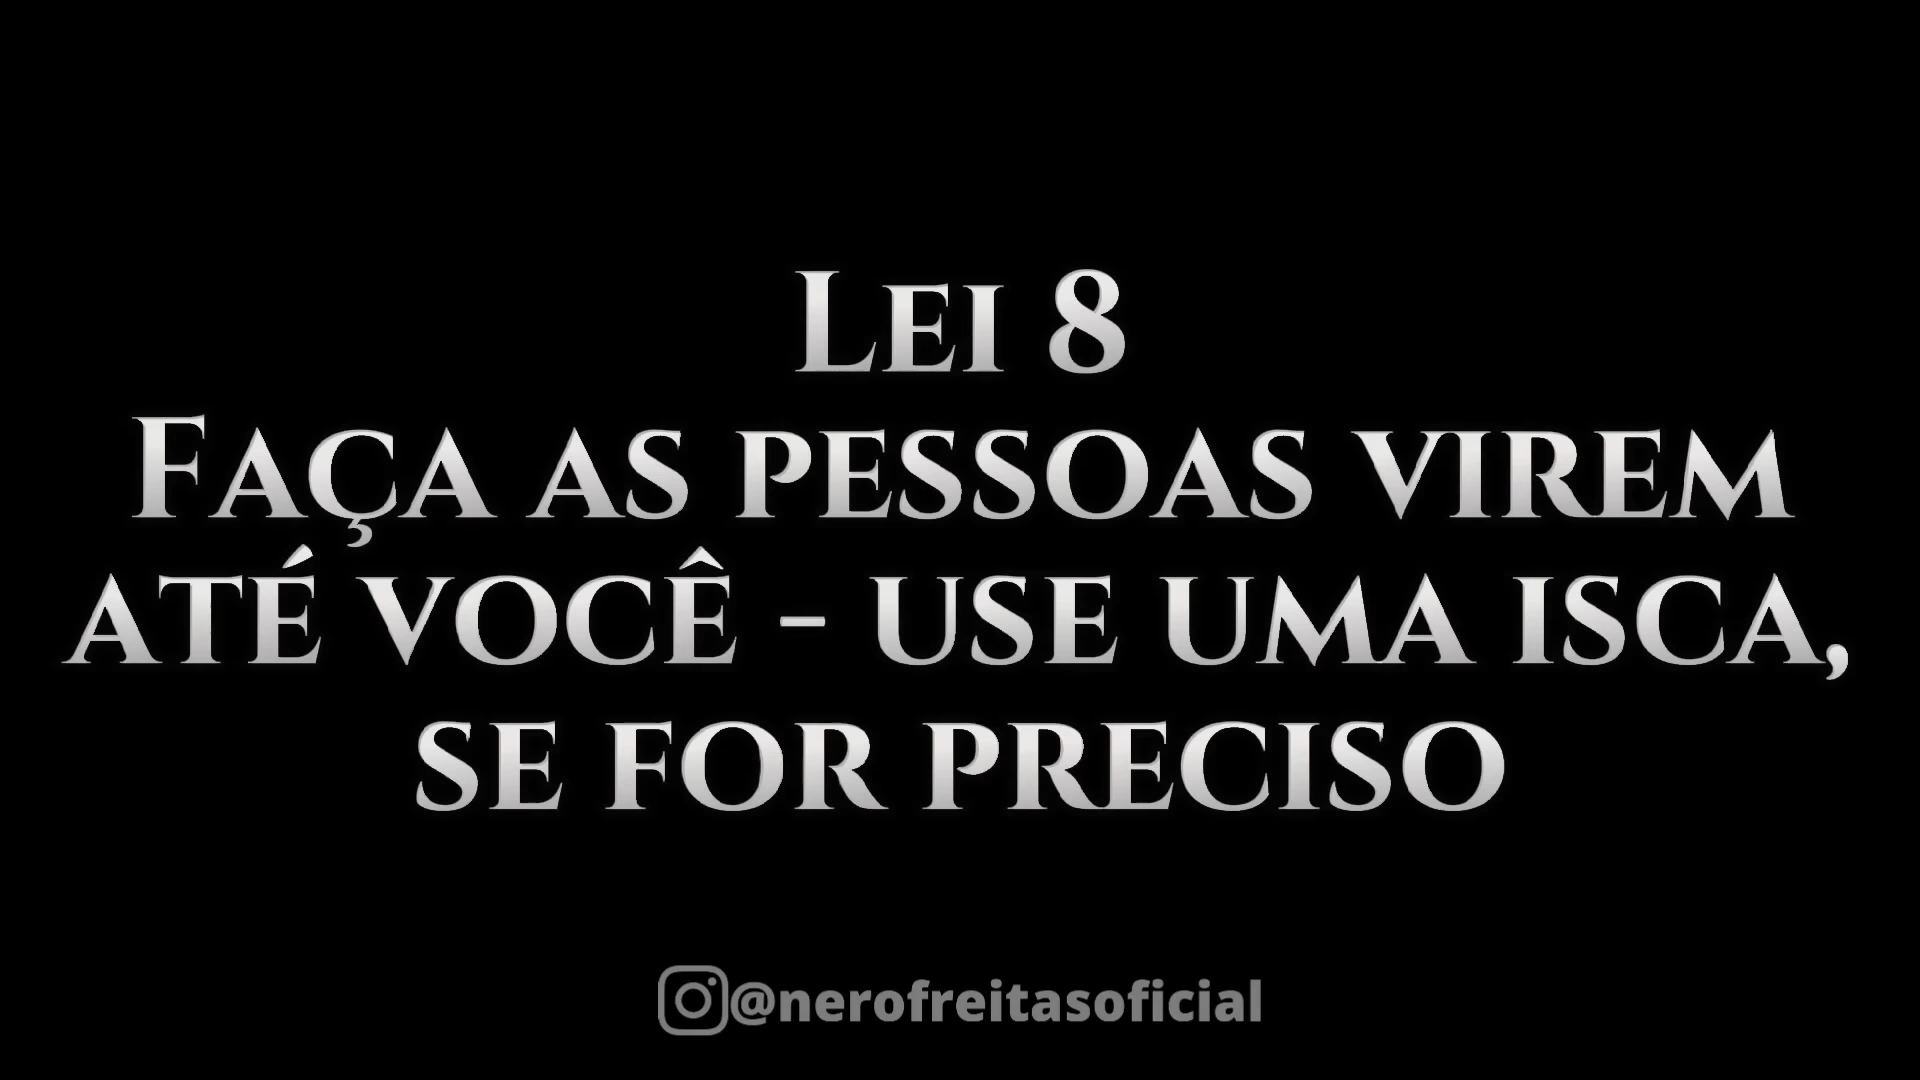 Lei 8
Faça as pessoas virem
até você - use uma isca,
se for preciso
@nerofreitasoficial